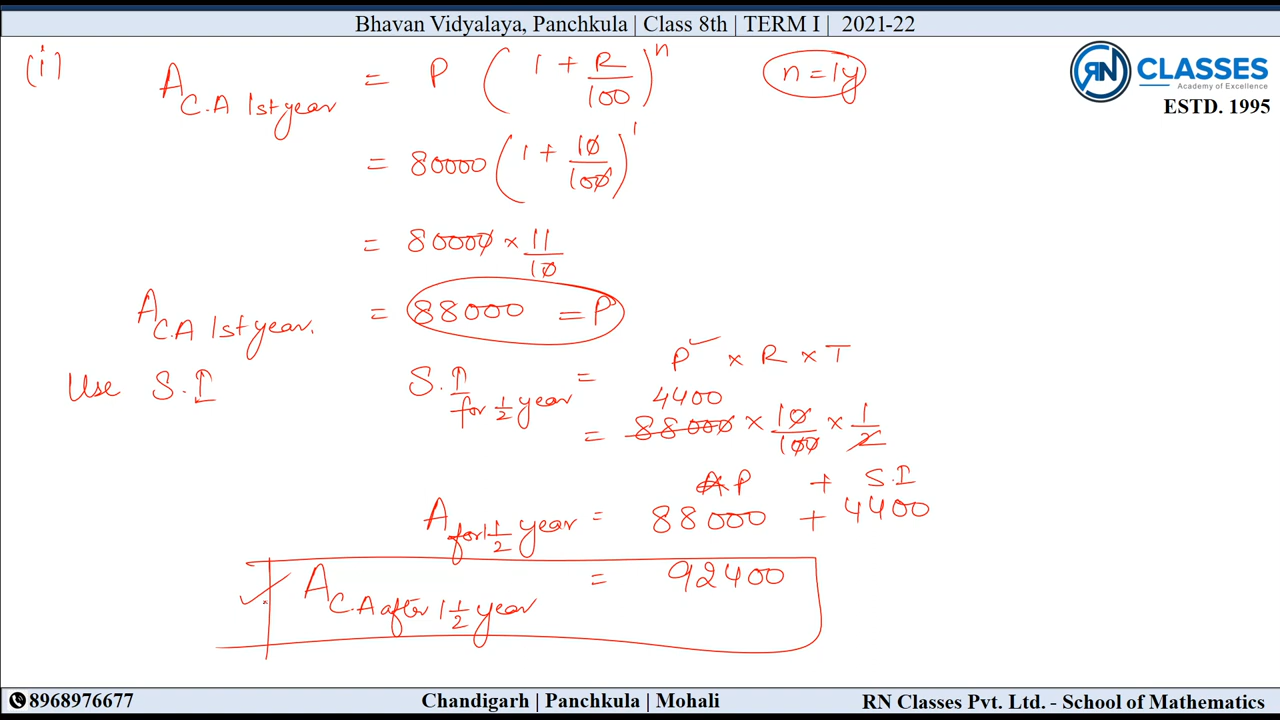 Bhavan Vidyalaya, Panchkula | Class 8th | TERM I | 2021-22
RN CLASSES
Academy of Excellence
ESTD. 1995
(i) A C.A 1st year = P (1 + R/100)^n n = 1y
= 80000 (1 + 10/100)^1
= 80000 × 11/10
A C.A 1st year. = 88000 = P
Use S.I S.I for 1/2 year = P × R × T
4400
= 88000 × 10/100 × 1/2
A P + S.I
A for 1 1/2 year = 88000 + 4400
A C.A after 1 1/2 year = 92400
8968976677 Chandigarh | Panchkula | Mohali RN Classes Pvt. Ltd. - School of Mathematics